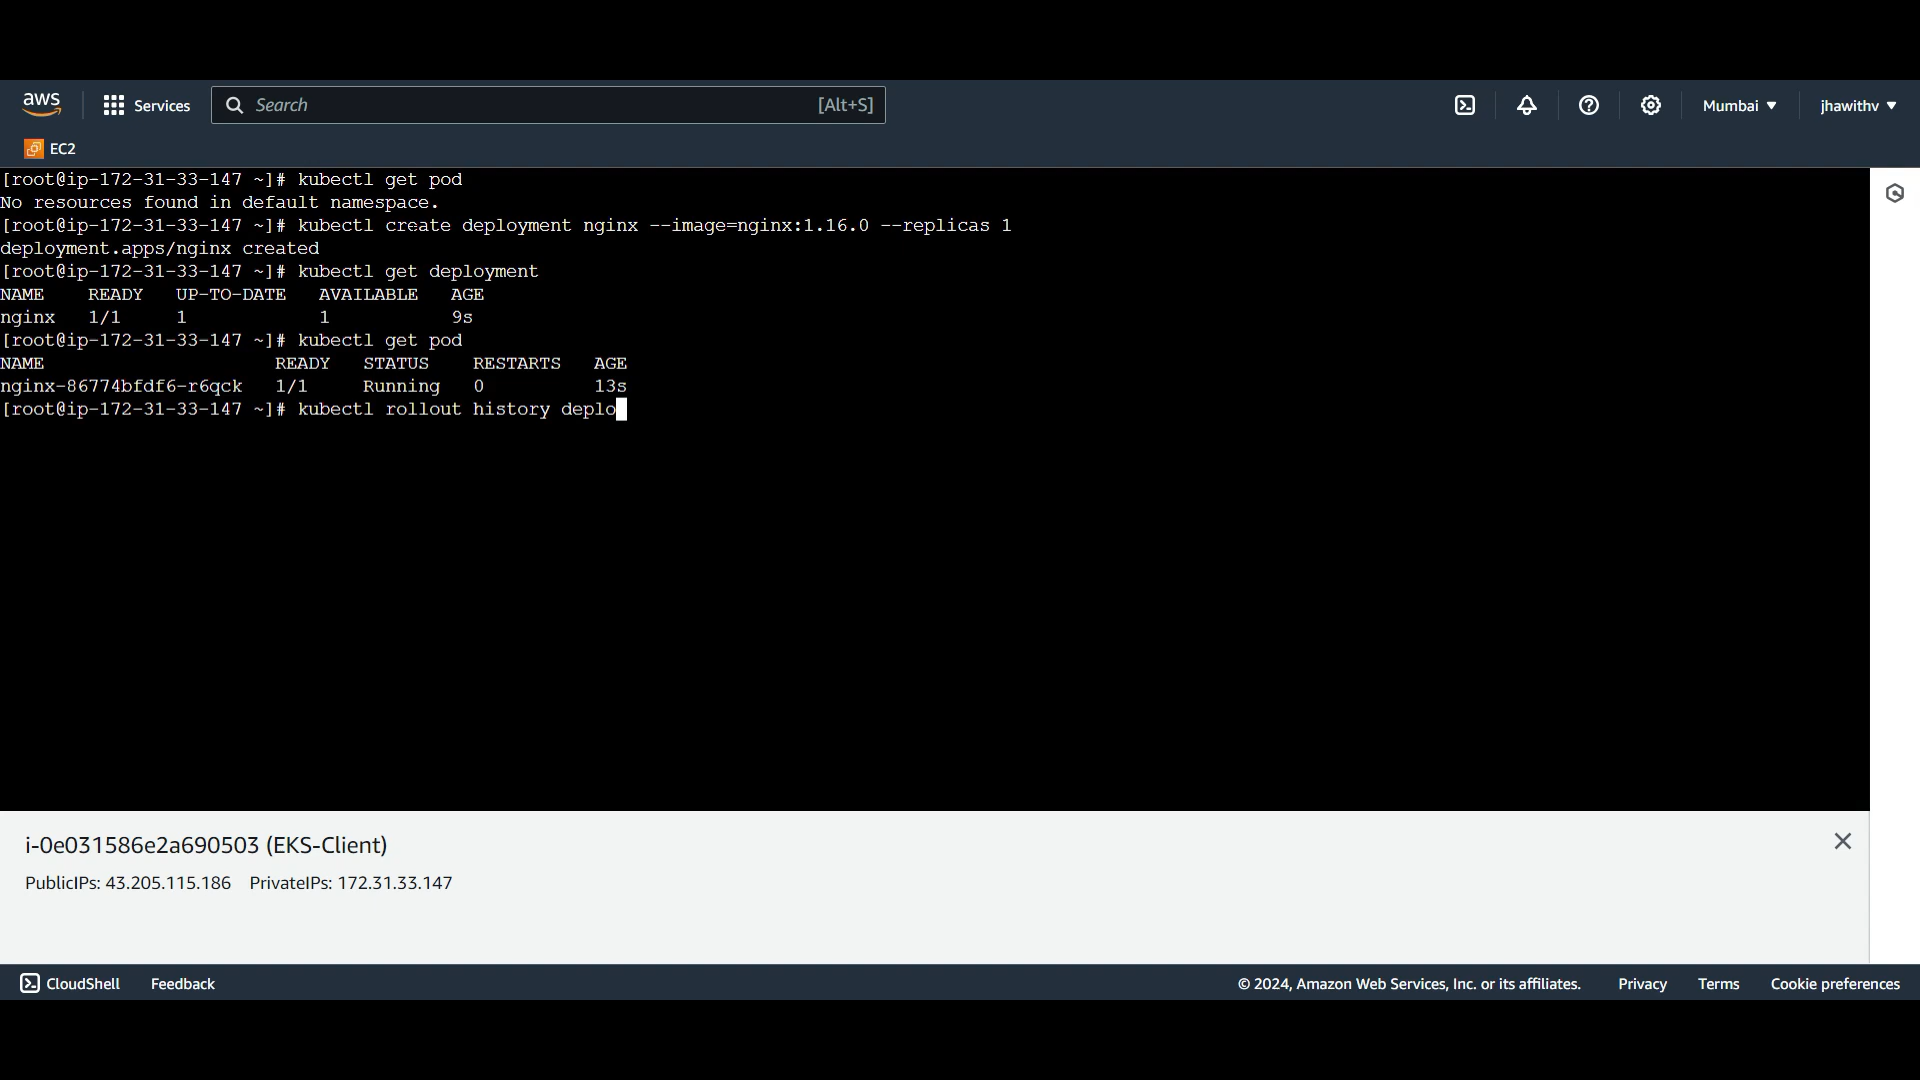 aws
Services
Search [Alt+S]
Mumbai
jhawithv
EC2
[root@ip-172-31-33-147 ~]# kubectl get pod
No resources found in default namespace.
[root@ip-172-31-33-147 ~]# kubectl create deployment nginx --image=nginx:1.16.0 --replicas 1
deployment.apps/nginx created
[root@ip-172-31-33-147 ~]# kubectl get deployment
NAME    READY   UP-TO-DATE   AVAILABLE   AGE
nginx   1/1     1            1           9s
[root@ip-172-31-33-147 ~]# kubectl get pod
NAME                     READY   STATUS    RESTARTS   AGE
nginx-86774bfdf6-r6qck   1/1     Running   0          13s
[root@ip-172-31-33-147 ~]# kubectl rollout history deplo
i-0e031586e2a690503 (EKS-Client)
PublicIPs: 43.205.115.186   PrivateIPs: 172.31.33.147
CloudShell   Feedback   © 2024, Amazon Web Services, Inc. or its affiliates.   Privacy   Terms   Cookie preferences